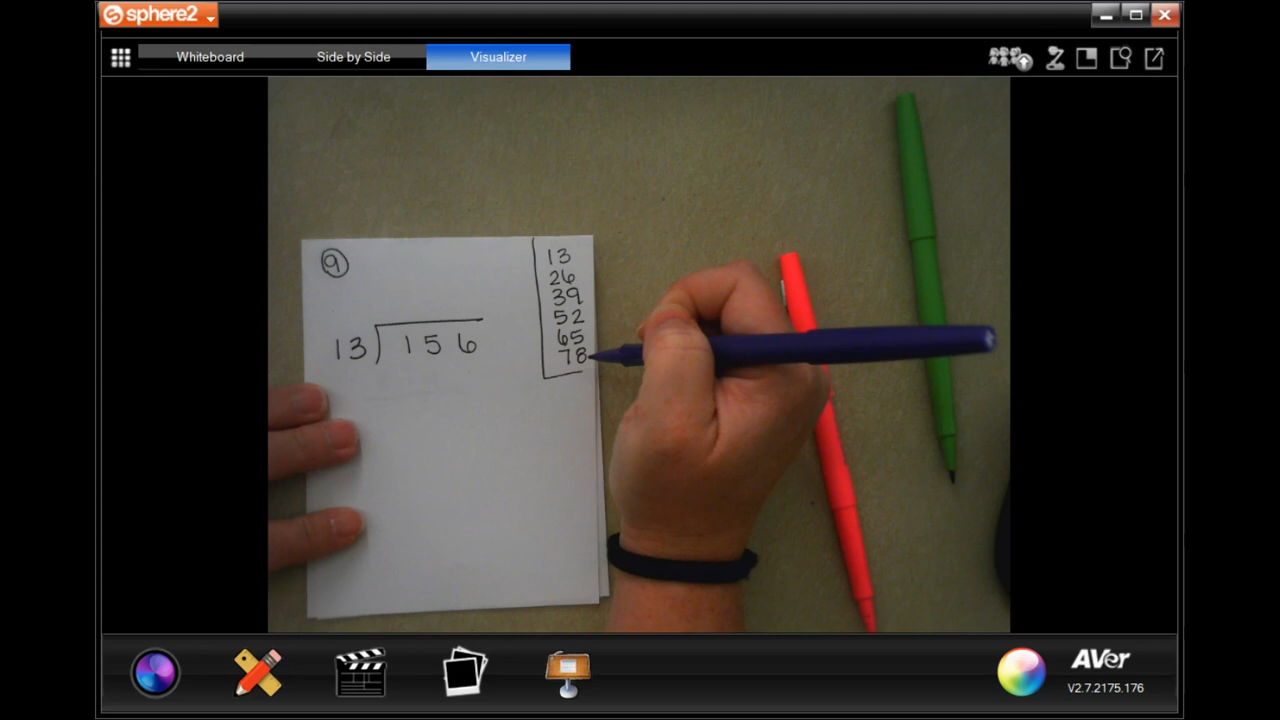 sphere2
Whiteboard Side by Side Visualizer
9
13
26
39
52
65
78
13) 156
AVer
V2.7.2175.176